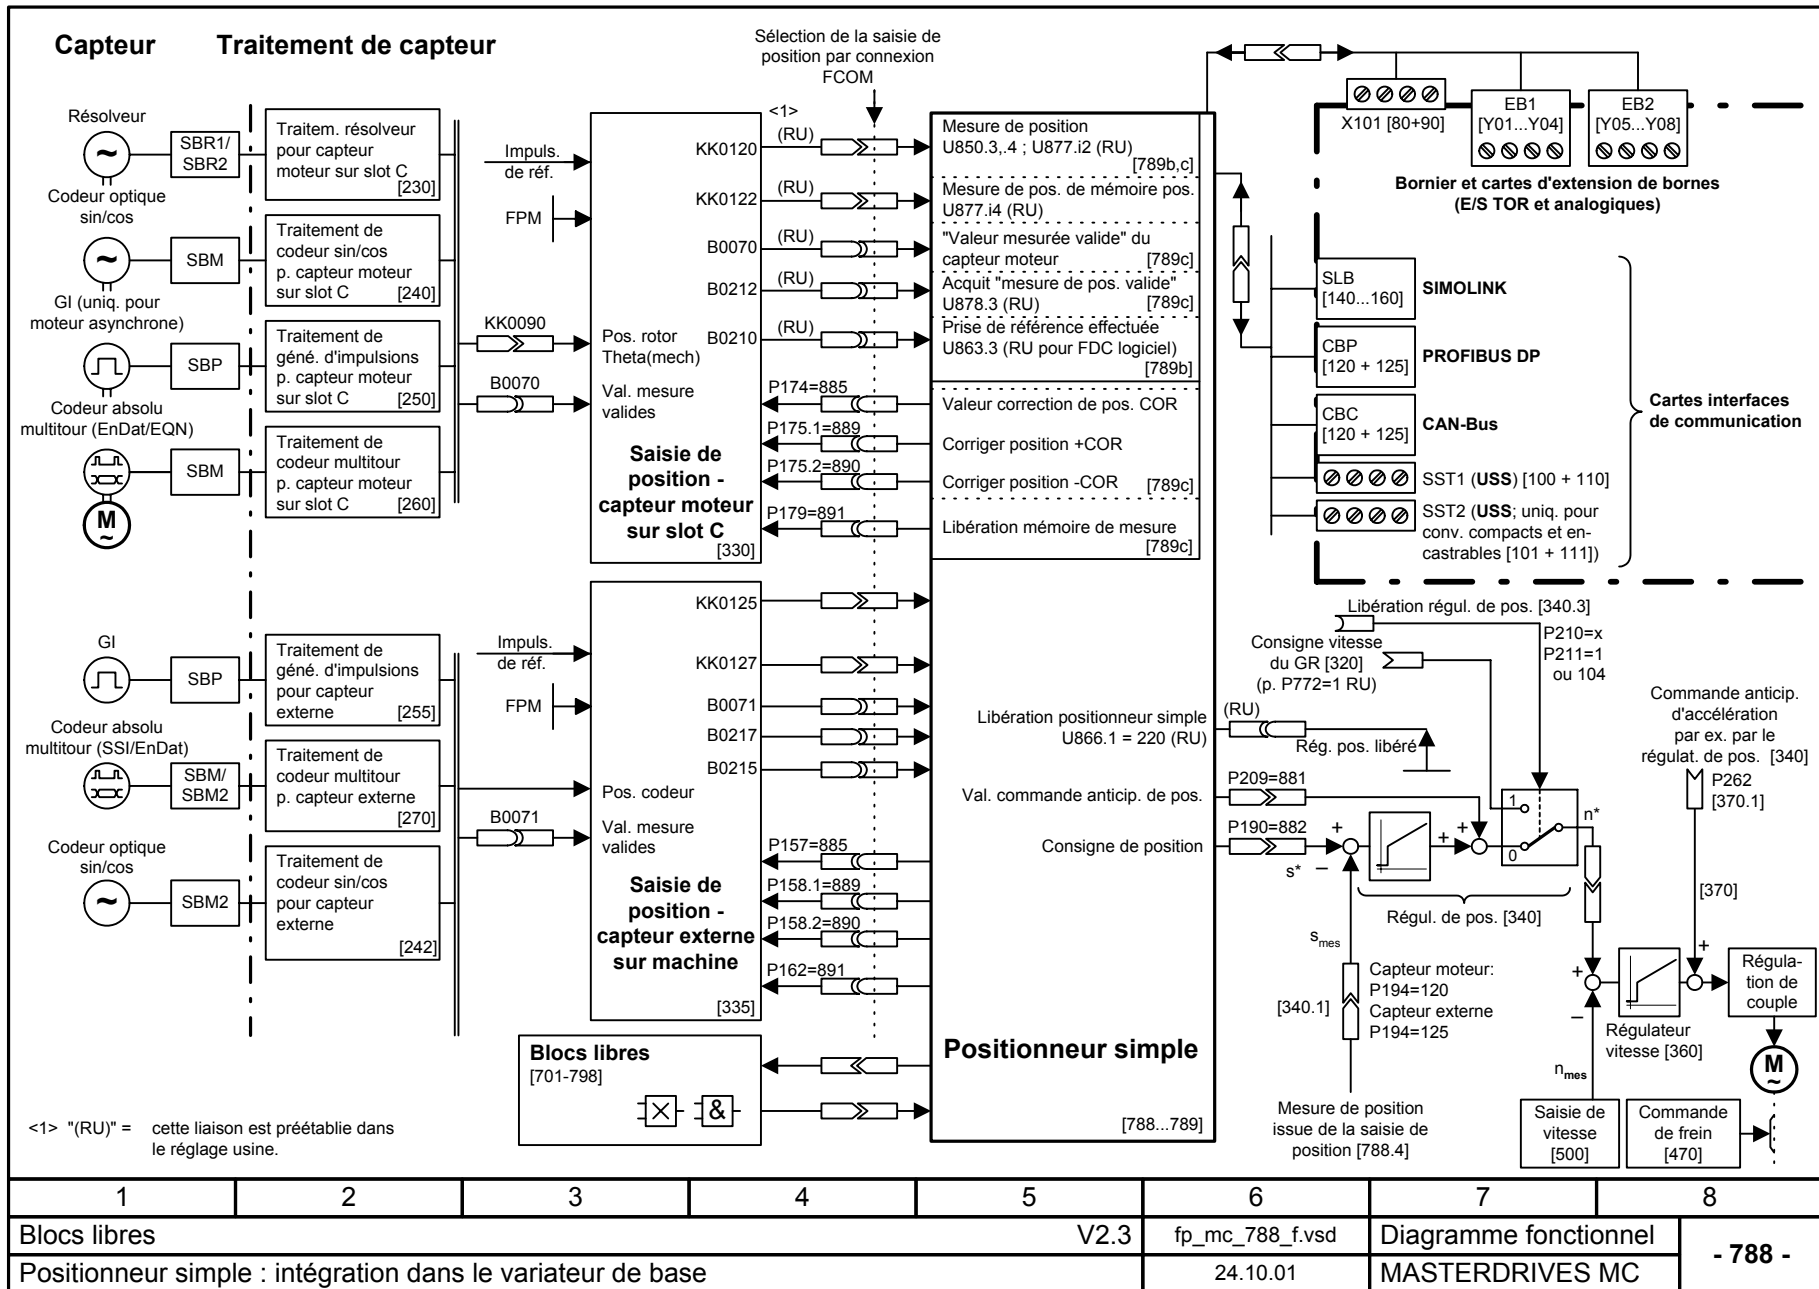 Capteur
Traitement de capteur
Sélection de la saisie de
position par connexion
FCOM
<1>
Résolveur
SBR1/
SBR2
Traitem. résolveur
pour capteur
moteur sur slot C
[230]
Codeur optique
sin/cos
SBM
Traitement de
codeur sin/cos
p. capteur moteur
sur slot C
[240]
GI (uniq. pour
moteur asynchrone)
SBP
Traitement de
géné. d'impulsions
p. capteur moteur
sur slot C
[250]
Codeur absolu
multitour (EnDat/EQN)
SBM
Traitement de
codeur multitour
p. capteur moteur
sur slot C
[260]
M
~
Impuls.
de réf.
FPM
KK0090
B0070
Pos. rotor
Theta(mech)
Val. mesure
valides
Saisie de
position -
capteur moteur
sur slot C
[330]
KK0120
(RU)
KK0122
(RU)
B0070
(RU)
B0212
(RU)
B0210
(RU)
P174=885
P175.1=889
P175.2=890
P179=891
Mesure de position
U850.3,.4 ; U877.i2 (RU)
[789b,c]
Mesure de pos. de mémoire pos.
U877.i4 (RU)
"Valeur mesurée valide" du
capteur moteur
[789c]
Acquit "mesure de pos. valide"
U878.3 (RU)
[789c]
Prise de référence effectuée
U863.3 (RU pour FDC logiciel)
[789b]
Valeur correction de pos. COR
Corriger position +COR
Corriger position -COR
[789c]
Libération mémoire de mesure
[789c]
X101 [80+90]
EB1
[Y01...Y04]
EB2
[Y05...Y08]
Bornier et cartes d'extension de bornes
(E/S TOR et analogiques)
SLB
[140...160]
SIMOLINK
CBP
[120 + 125]
PROFIBUS DP
CBC
[120 + 125]
CAN-Bus
SST1 (USS) [100 + 110]
SST2 (USS; uniq. pour
conv. compacts et en-
castrables [101 + 111])
Cartes interfaces
de communication
GI
SBP
Traitement de
géné. d'impulsions
pour capteur
externe
[255]
Codeur absolu
multitour (SSI/EnDat)
SBM/
SBM2
Traitement de
codeur multitour
p. capteur externe
[270]
Codeur optique
sin/cos
SBM2
Traitement de
codeur sin/cos
pour capteur
externe
[242]
Impuls.
de réf.
FPM
B0071
Pos. codeur
Val. mesure
valides
Saisie de
position -
capteur externe
sur machine
[335]
KK0125
KK0127
B0071
B0217
B0215
P157=885
P158.1=889
P158.2=890
P162=891
Blocs libres
[701-798]
&
Libération positionneur simple
U866.1 = 220 (RU)
Val. commande anticip. de pos.
Consigne de position
Positionneur simple
[788...789]
Libération régul. de pos. [340.3]
Consigne vitesse
du GR [320]
(p. P772=1 RU)
P210=x
P211=1
ou 104
(RU)
Rég. pos. libéré
P209=881
P190=882
s*
+
–
+
+
1
0
n*
Régul. de pos. [340]
Commande anticip.
d'accélération
par ex. par le
régulat. de pos. [340]
P262
[370.1]
[370]
smes
[340.1]
Capteur moteur:
P194=120
Capteur externe
P194=125
Mesure de position
issue de la saisie de
position [788.4]
+
–
+
Régulateur
vitesse [360]
Régula-
tion de
couple
M
~
nmes
Saisie de
vitesse
[500]
Commande
de frein
[470]
<1> "(RU)" = cette liaison est préétablie dans
le réglage usine.
1 2 3 4 5 6 7 8
Blocs libres V2.3 fp_mc_788_f.vsd Diagramme fonctionnel
- 788 -
Positionneur simple : intégration dans le variateur de base 24.10.01 MASTERDRIVES MC